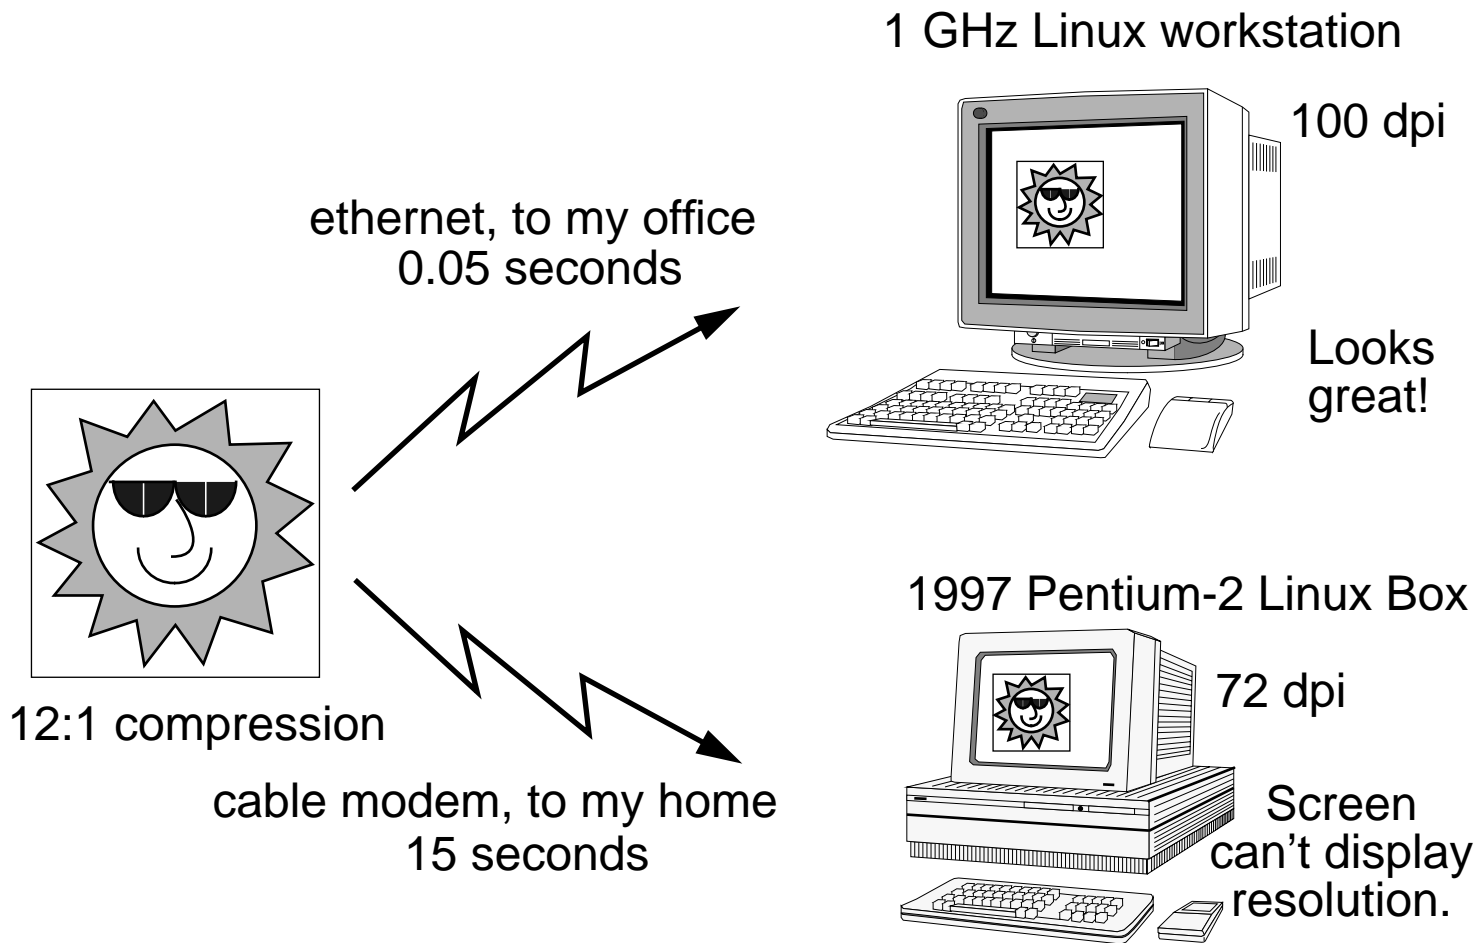 1 GHz Linux workstation
100 dpi
ethernet, to my office
0.05 seconds
Looks
great!
12:1 compression
1997 Pentium-2 Linux Box
72 dpi
cable modem, to my home
15 seconds
Screen
can't display
resolution.